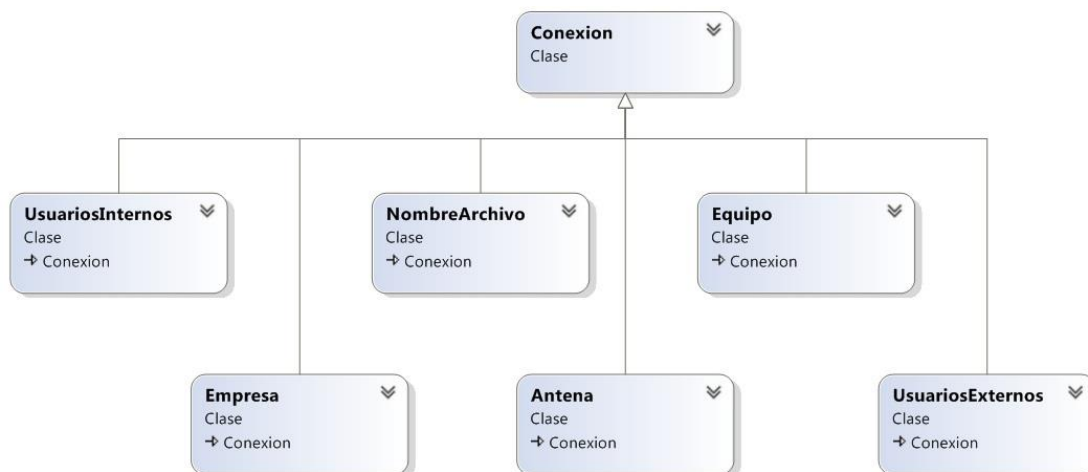 Conexion
Clase
UsuariosInternos
Clase
Conexion
NombreArchivo
Clase
Conexion
Equipo
Clase
Conexion
Empresa
Clase
Conexion
Antena
Clase
Conexion
UsuariosExternos
Clase
Conexion